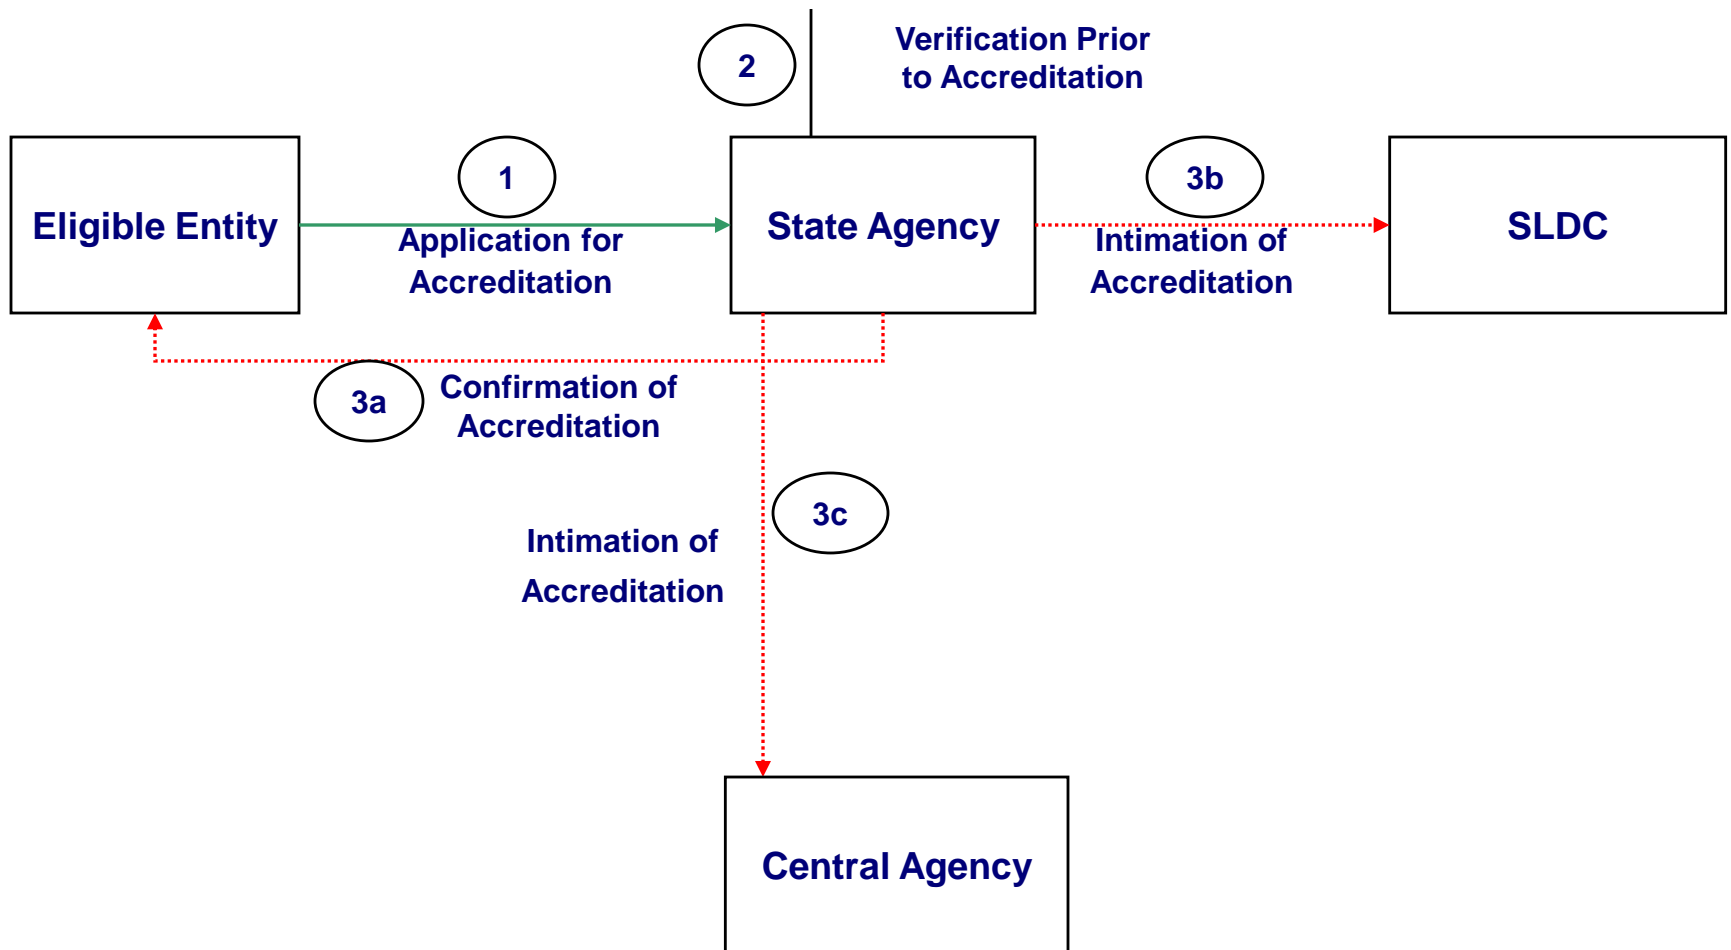 2
Verification Prior
to Accreditation
Eligible Entity
1
Application for
Accreditation
State Agency
3b
Intimation of
Accreditation
SLDC
3a
Confirmation of
Accreditation
3c
Intimation of
Accreditation
Central Agency